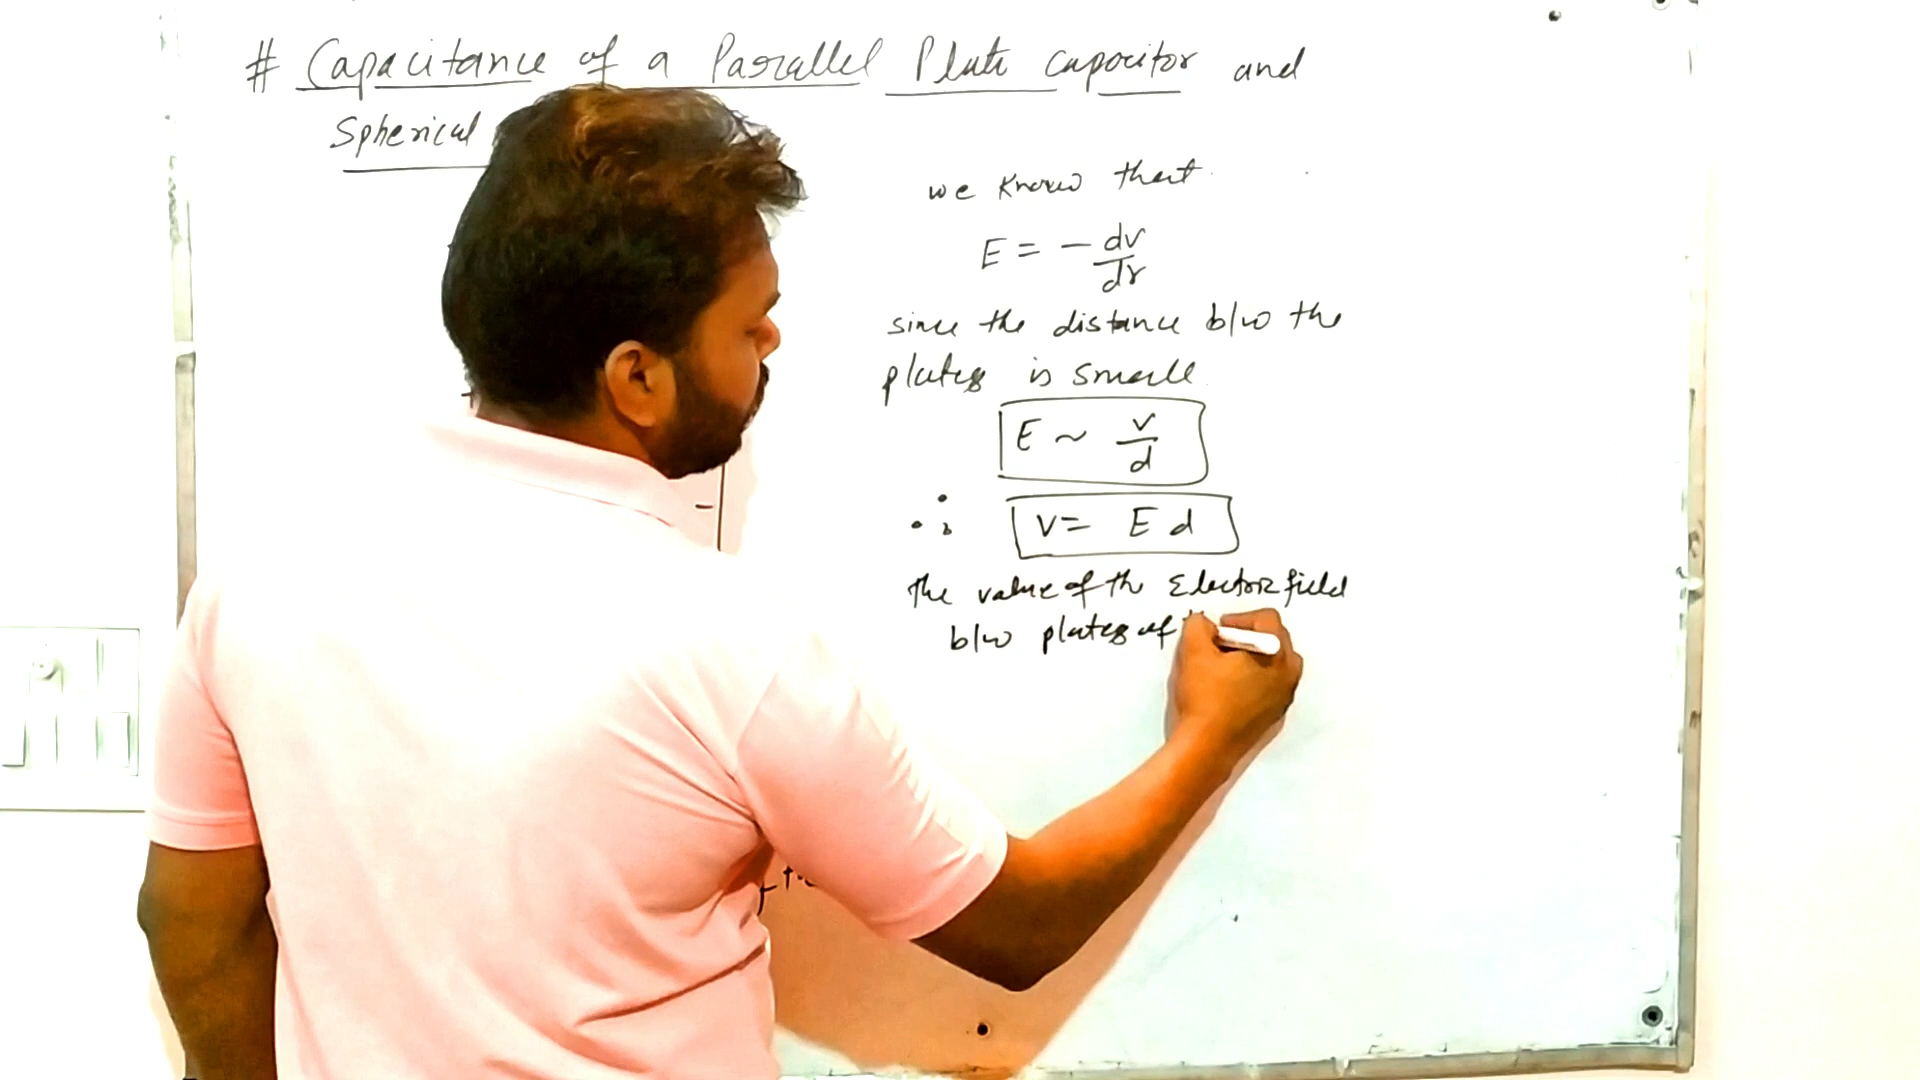 # Capacitance of a Parallel Plate capacitor and
Spherical
we know that
E = - dv/dr
since the distance b/w the
plates is small
E ~ v/d
∴ v = E d
The value of the Electric field
b/w plates of